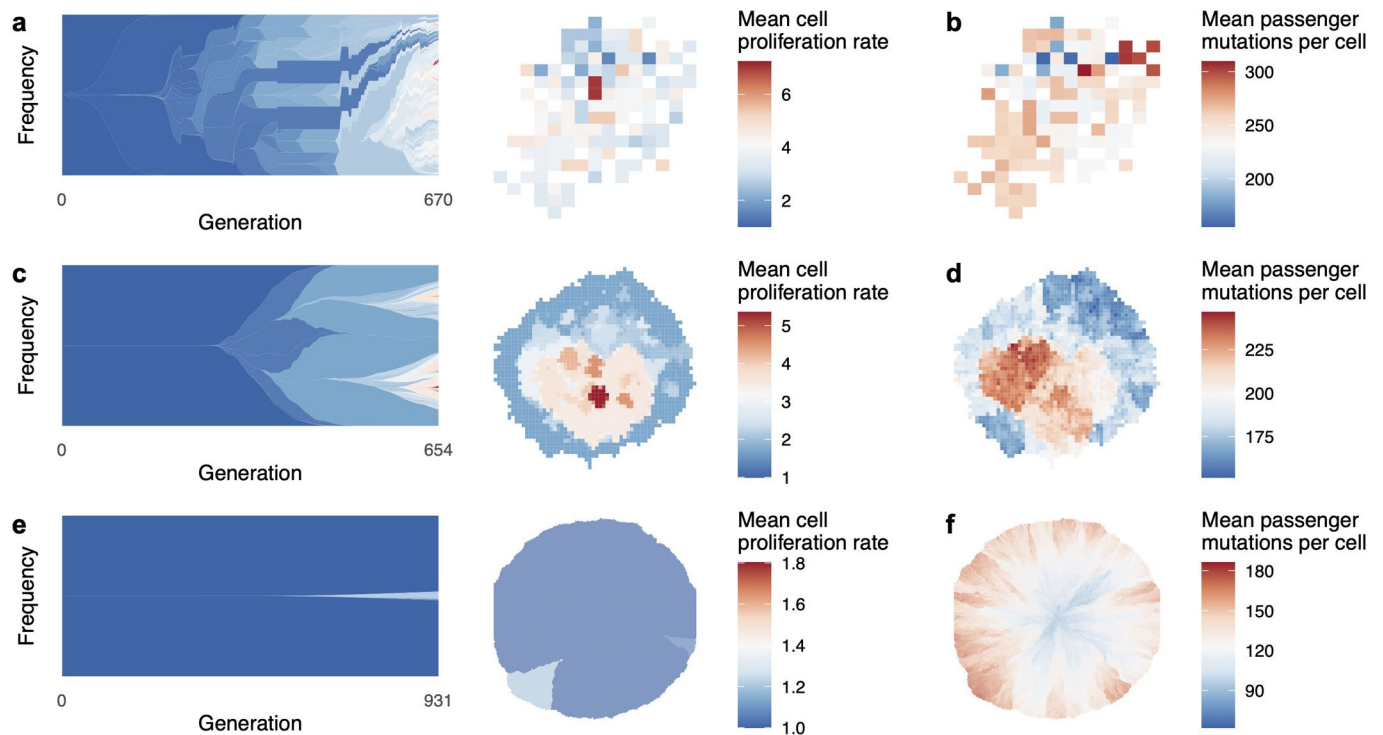 a
Frequency
0
670
Generation
Mean cell
proliferation rate
6
4
2
b
Mean passenger
mutations per cell
300
250
200
c
Frequency
0
654
Generation
Mean cell
proliferation rate
5
4
3
2
1
d
Mean passenger
mutations per cell
225
200
175
e
Frequency
0
931
Generation
Mean cell
proliferation rate
1.8
1.6
1.4
1.2
1.0
f
Mean passenger
mutations per cell
180
150
120
90